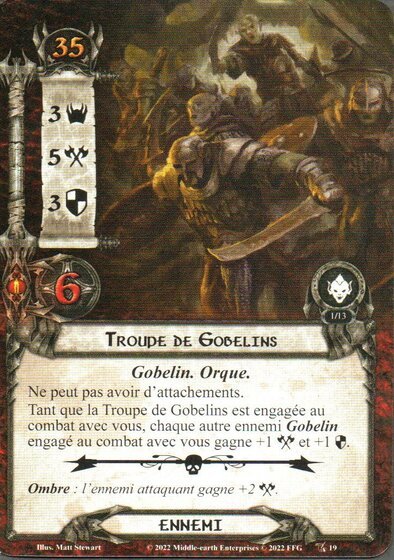 35
3
5
3
6
1/13
TROUPE DE GOBELINS
Gobelin. Orque.
Ne peut pas avoir d'attachements.
Tant que la Troupe de Gobelins est engagée au
combat avec vous, chaque autre ennemi Gobelin
engagé au combat avec vous gagne +1 et +1 .
Ombre : l'ennemi attaquant gagne +2 .
ENNEMI
Illus. Matt Stewart © 2022 Middle-earth Enterprises © 2022 FFG 19